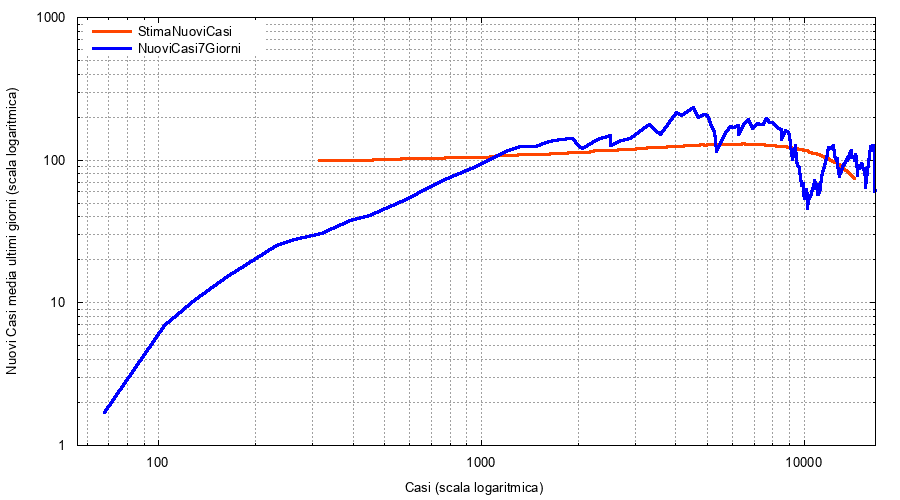 1000
StimaNuoviCasi
NuoviCasi7Giorni
100
10
1
100
1000
10000
Nuovi Casi media ultimi giorni (scala logaritmica)
Casi (scala logaritmica)